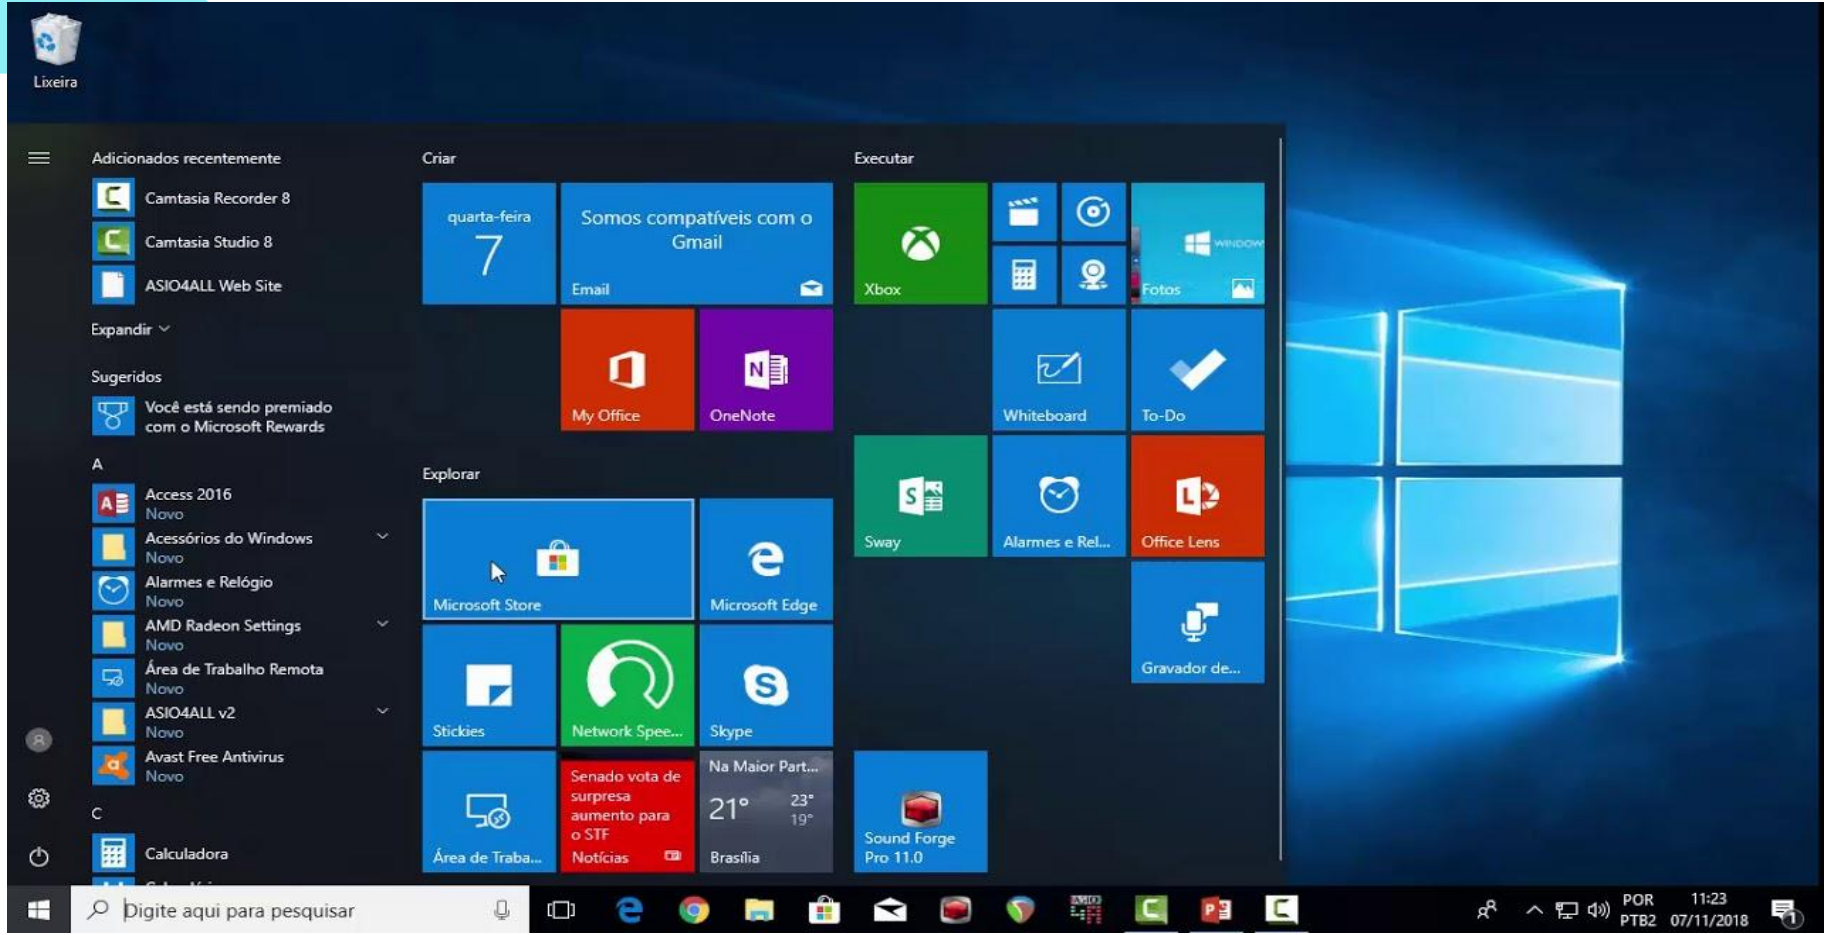 Lixeira
Adicionados recentemente
Camtasia Recorder 8
Camtasia Studio 8
ASIO4ALL Web Site
Expandir
Sugeridos
Você está sendo premiado
com o Microsoft Rewards
A
Access 2016
Novo
Acessórios do Windows
Novo
Alarmes e Relógio
Novo
AMD Radeon Settings
Novo
Área de Trabalho Remota
Novo
ASIO4ALL v2
Novo
Avast Free Antivirus
Novo
C
Calculadora
Criar
quarta-feira
7
Somos compatíveis com o
Gmail
Email
My Office
OneNote
Explorar
Microsoft Store
Microsoft Edge
Stickies
Network Spee...
Skype
Área de Traba...
Senado vota de
surpresa
aumento para
o STF
Notícias
Na Maior Part...
21°
23°
19°
Brasília
Executar
Xbox
Fotos
Whiteboard
To-Do
Sway
Alarmes e Rel...
Office Lens
Gravador de...
Sound Forge
Pro 11.0
Digite aqui para pesquisar
POR
PTB2
11:23
07/11/2018
1